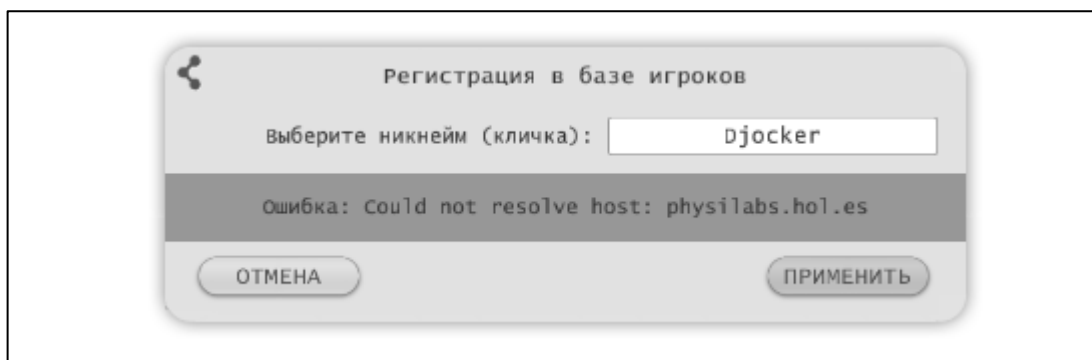 Регистрация в базе игроков
Выберите никнейм (кличка): Djocker
Ошибка: Could not resolve host: physilabs.hol.es
ОТМЕНА ПРИМЕНИТЬ